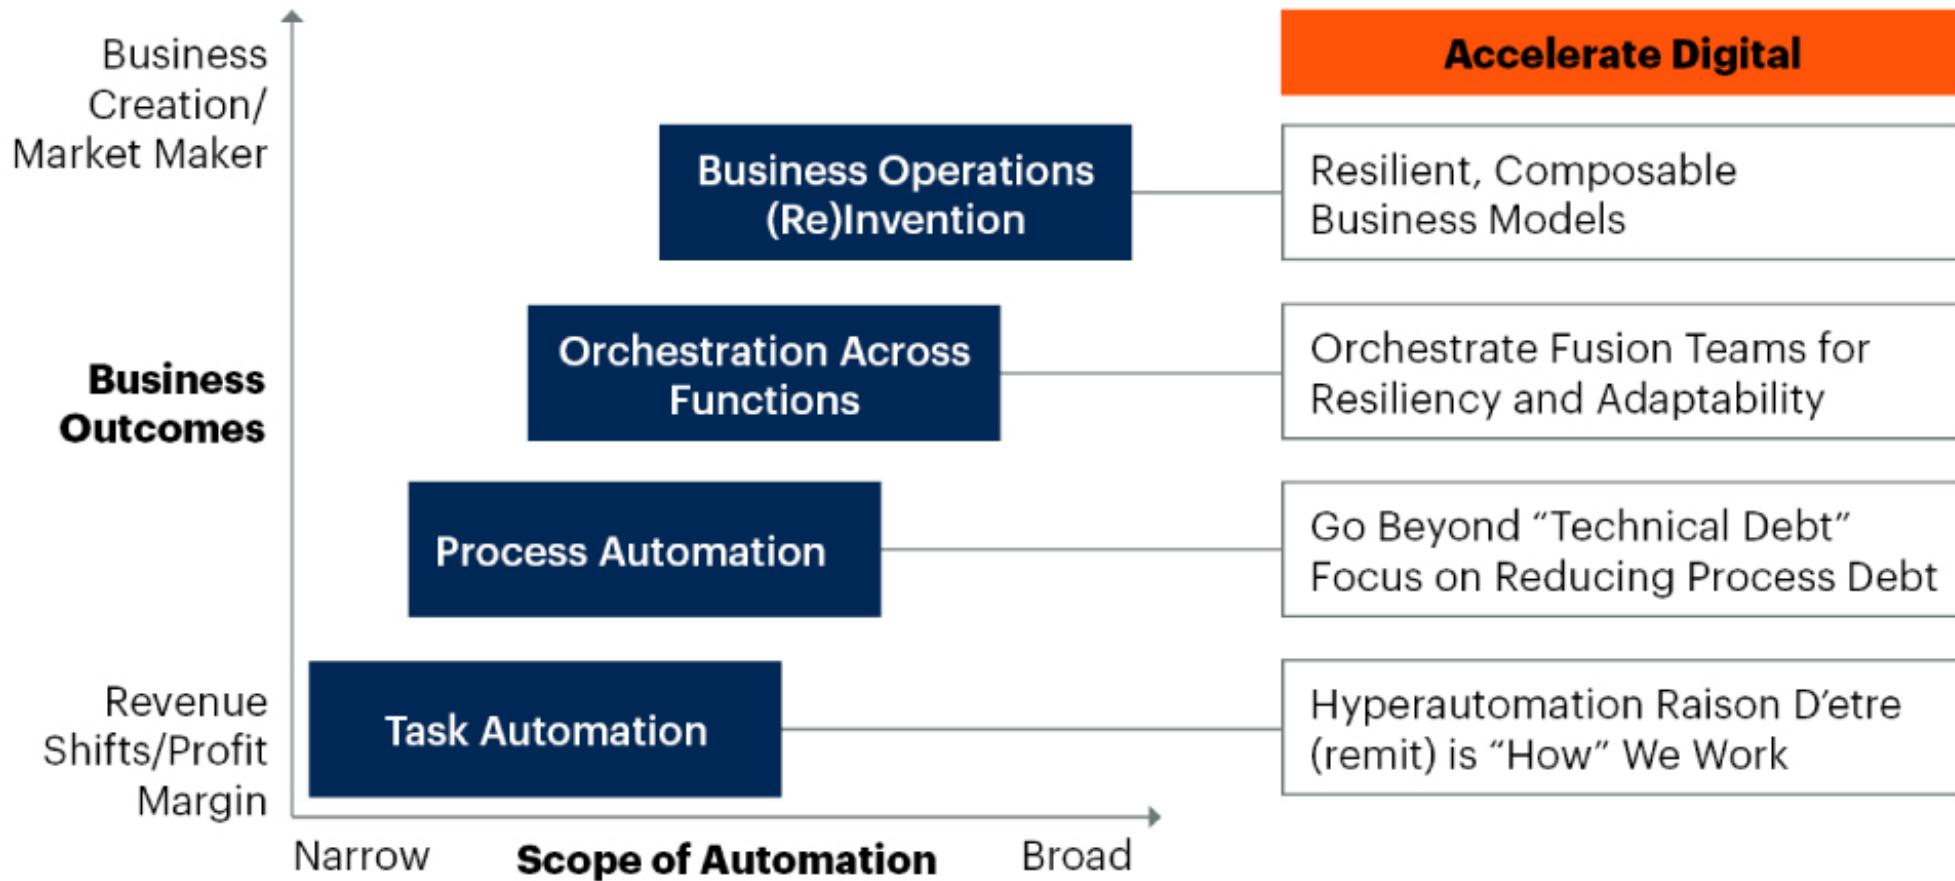 Business
Creation/
Market Maker
Accelerate Digital
Business Operations
(Re)Invention
Resilient, Composable
Business Models
Orchestration Across
Functions
Orchestrate Fusion Teams for
Resiliency and Adaptability
Business
Outcomes
Process Automation
Go Beyond “Technical Debt”
Focus on Reducing Process Debt
Revenue
Shifts/Profit
Margin
Task Automation
Hyperautomation Raison D’etre
(remit) is “How” We Work
Narrow
Scope of Automation
Broad